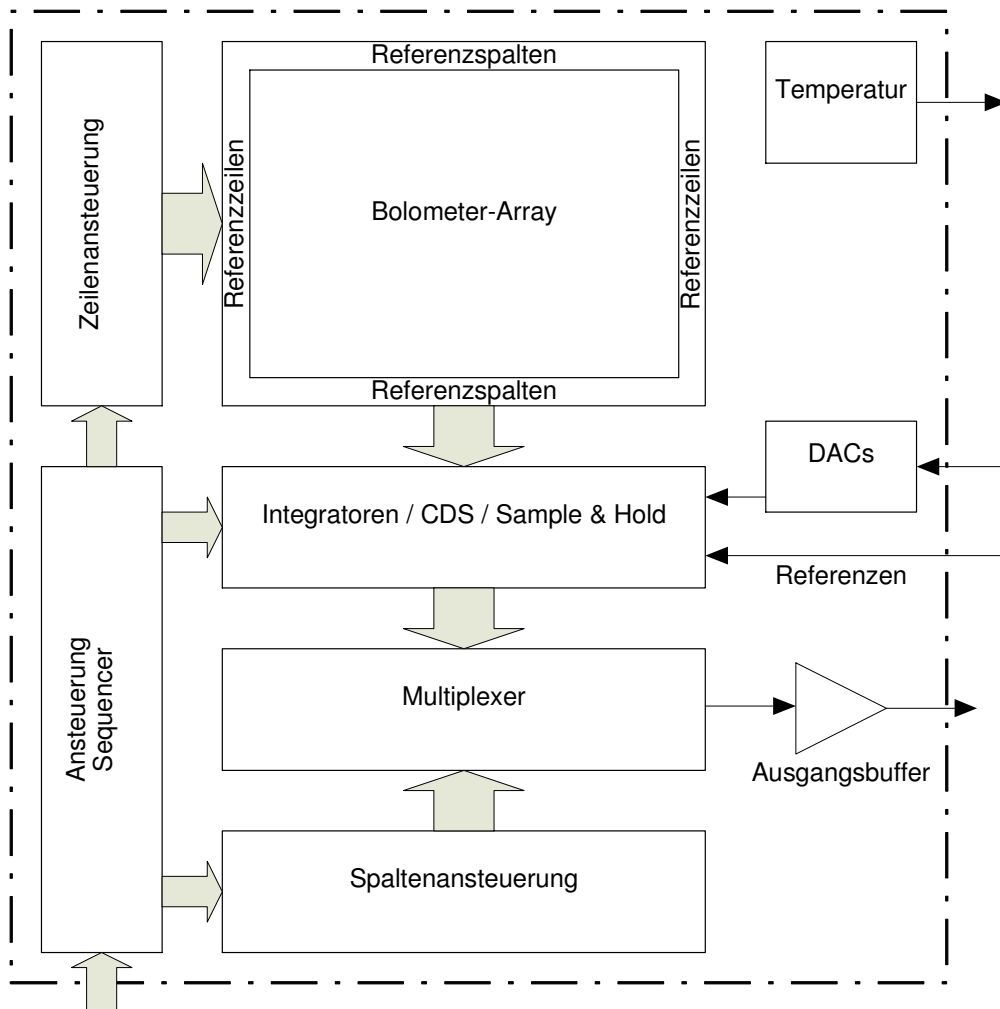 Referenzspalten
Temperatur
Zeilenansteuerung
Referenzzeilen
Bolometer-Array
Referenzzeilen
Referenzspalten
DACs
Integratoren / CDS / Sample & Hold
Referenzen
Ansteuerung
Sequencer
Multiplexer
Ausgangsbuffer
Spaltenansteuerung